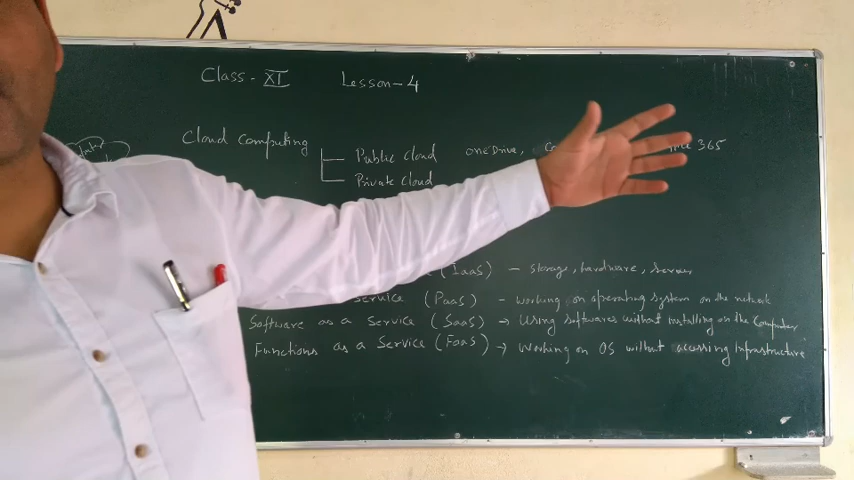 Class - XI Lesson-4
Cloud computing
Public cloud oneDrive, 365
Private cloud
(IaaS) - storage, hardware, Server
Service (PaaS) - working on operating system on the network
Software as a Service (SaaS) → Using softwares without installing on the Computer
Functions as a Service (FaaS) → Working on OS without accessing Infrastructure